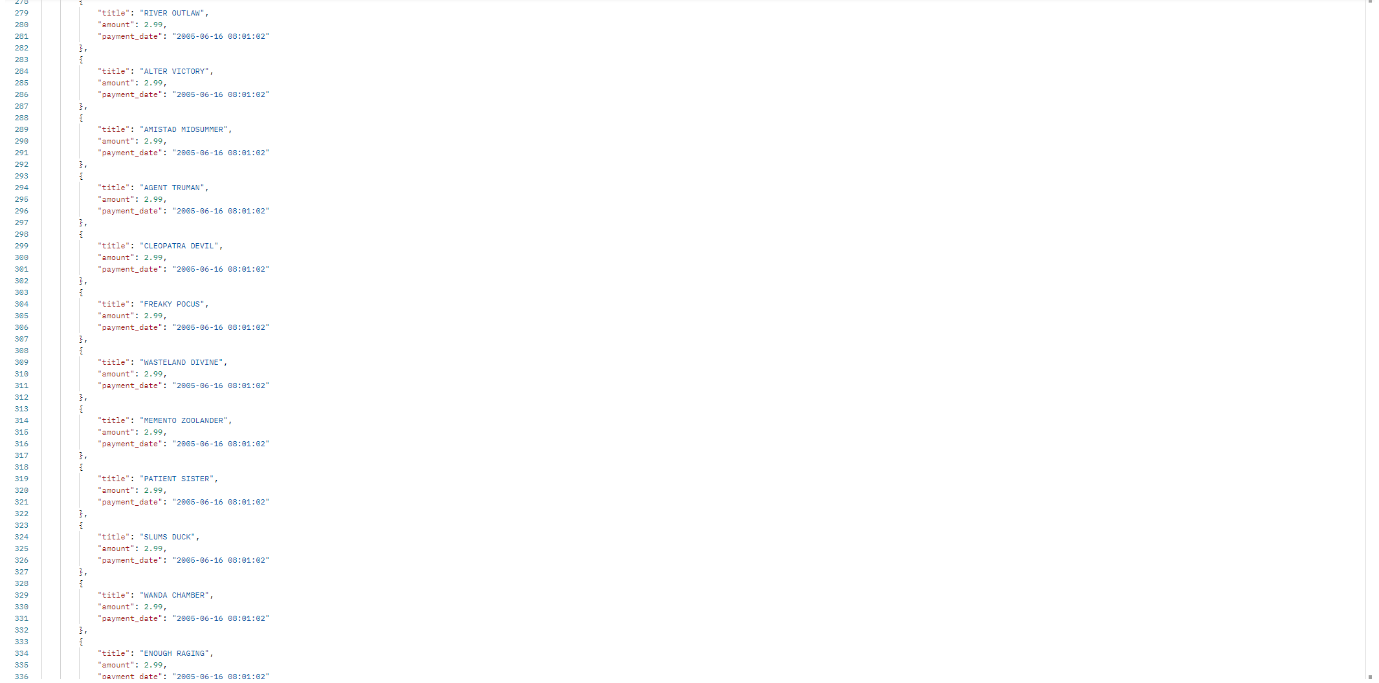 278 {
279 "title": "RIVER OUTLAW",
280 "amount": 2.99,
281 "payment_date": "2005-06-16 08:01:02"
282 },
283 {
284 "title": "ALTER VICTORY",
285 "amount": 2.99,
286 "payment_date": "2005-06-16 08:01:02"
287 },
288 {
289 "title": "AMISTAD MIDSUMMER",
290 "amount": 2.99,
291 "payment_date": "2005-06-16 08:01:02"
292 },
293 {
294 "title": "AGENT TRUMAN",
295 "amount": 2.99,
296 "payment_date": "2005-06-16 08:01:02"
297 },
298 {
299 "title": "CLEOPATRA DEVIL",
300 "amount": 2.99,
301 "payment_date": "2005-06-16 08:01:02"
302 },
303 {
304 "title": "FREAKY POCUS",
305 "amount": 2.99,
306 "payment_date": "2005-06-16 08:01:02"
307 },
308 {
309 "title": "WASTELAND DIVINE",
310 "amount": 2.99,
311 "payment_date": "2005-06-16 08:01:02"
312 },
313 {
314 "title": "MEMENTO ZOOLANDER",
315 "amount": 2.99,
316 "payment_date": "2005-06-16 08:01:02"
317 },
318 {
319 "title": "PATIENT SISTER",
320 "amount": 2.99,
321 "payment_date": "2005-06-16 08:01:02"
322 },
323 {
324 "title": "SLUMS DUCK",
325 "amount": 2.99,
326 "payment_date": "2005-06-16 08:01:02"
327 },
328 {
329 "title": "WANDA CHAMBER",
330 "amount": 2.99,
331 "payment_date": "2005-06-16 08:01:02"
332 },
333 {
334 "title": "ENOUGH RAGING",
335 "amount": 2.99,
336 "payment_date": "2005-06-16 08:01:02"